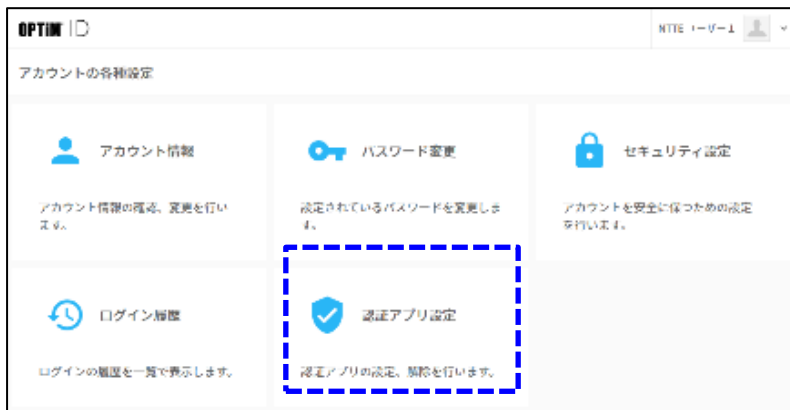 OPTiM ID
NTTE ユーザー1
アカウントの各種設定
アカウント情報
パスワード変更
セキュリティ設定
アカウント情報の確認、変更を行い
ます。
設定されているパスワードを変更しま
す。
アカウントを安全に保つための設定
を行います。
ログイン履歴
認証アプリ設定
ログインの履歴を一覧で表示します。
認証アプリの設定、解除を行います。